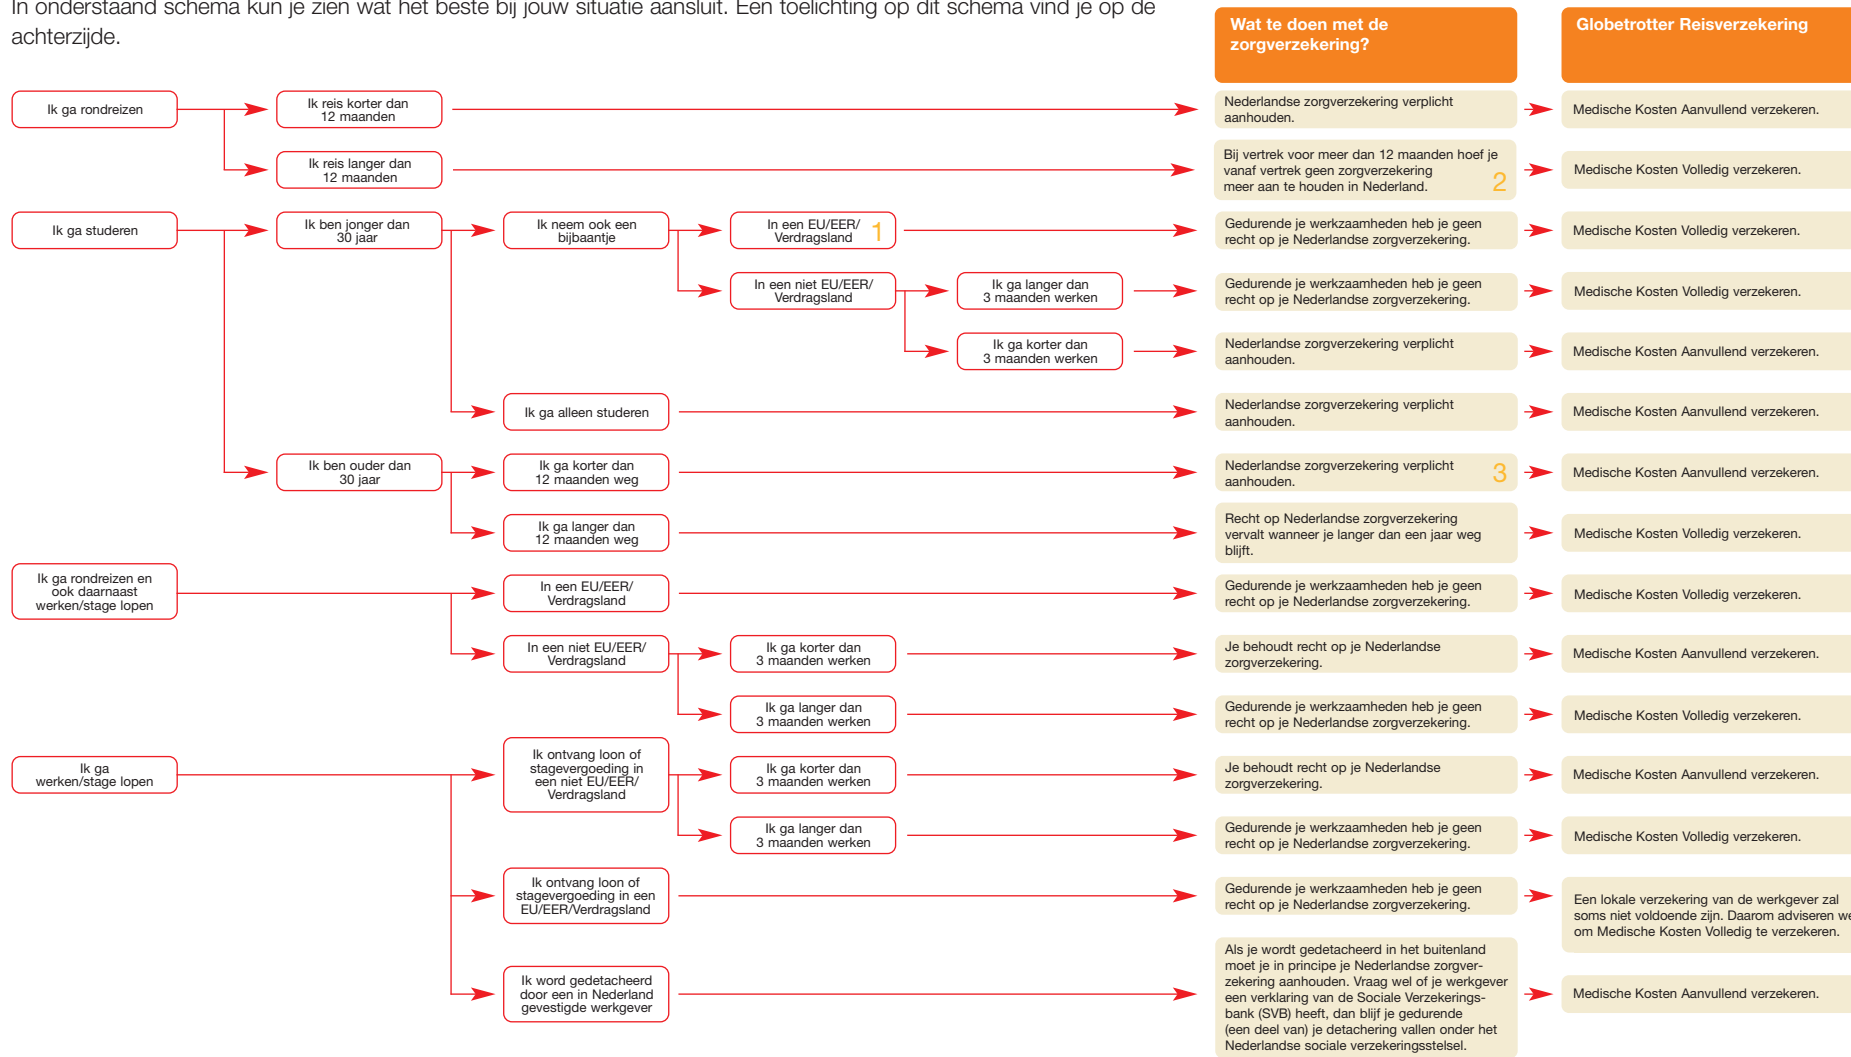 In onderstaand schema kun je zien wat het beste bij jouw situatie aansluit. Een toelichting op dit schema vind je op de
achterzijde.
Wat te doen met de
zorgverzekering?
Globetrotter Reisverzekering
Ik ga rondreizen
Ik reis korter dan
12 maanden
Nederlandse zorgverzekering verplicht
aanhouden.
Medische Kosten Aanvullend verzekeren.
Ik reis langer dan
12 maanden
Bij vertrek voor meer dan 12 maanden hoef je
vanaf vertrek geen zorgverzekering
meer aan te houden in Nederland.
2
Medische Kosten Volledig verzekeren.
Ik ga studeren
Ik ben jonger dan
30 jaar
Ik neem ook een
bijbaantje
In een EU/EER/
Verdragsland
1
Gedurende je werkzaamheden heb je geen
recht op je Nederlandse zorgverzekering.
Medische Kosten Volledig verzekeren.
In een niet EU/EER/
Verdragsland
Ik ga langer dan
3 maanden werken
Gedurende je werkzaamheden heb je geen
recht op je Nederlandse zorgverzekering.
Medische Kosten Volledig verzekeren.
Ik ga korter dan
3 maanden werken
Nederlandse zorgverzekering verplicht
aanhouden.
Medische Kosten Aanvullend verzekeren.
Ik ga alleen studeren
Nederlandse zorgverzekering verplicht
aanhouden.
Medische Kosten Aanvullend verzekeren.
Ik ben ouder dan
30 jaar
Ik ga korter dan
12 maanden weg
Nederlandse zorgverzekering verplicht
aanhouden.
3
Medische Kosten Aanvullend verzekeren.
Ik ga langer dan
12 maanden weg
Recht op Nederlandse zorgverzekering
vervalt wanneer je langer dan een jaar weg
blijft.
Medische Kosten Volledig verzekeren.
Ik ga rondreizen en
ook daarnaast
werken/stage lopen
In een EU/EER/
Verdragsland
Gedurende je werkzaamheden heb je geen
recht op je Nederlandse zorgverzekering.
Medische Kosten Volledig verzekeren.
In een niet EU/EER/
Verdragsland
Ik ga korter dan
3 maanden werken
Je behoudt recht op je Nederlandse
zorgverzekering.
Medische Kosten Aanvullend verzekeren.
Ik ga langer dan
3 maanden werken
Gedurende je werkzaamheden heb je geen
recht op je Nederlandse zorgverzekering.
Medische Kosten Volledig verzekeren.
Ik ga
werken/stage lopen
Ik ontvang loon of
stagevergoeding in
een niet EU/EER/
Verdragsland
Ik ga korter dan
3 maanden werken
Je behoudt recht op je Nederlandse
zorgverzekering.
Medische Kosten Aanvullend verzekeren.
Ik ga langer dan
3 maanden werken
Gedurende je werkzaamheden heb je geen
recht op je Nederlandse zorgverzekering.
Medische Kosten Volledig verzekeren.
Ik ontvang loon of
stagevergoeding in een
EU/EER/Verdragsland
Gedurende je werkzaamheden heb je geen
recht op je Nederlandse zorgverzekering.
Een lokale verzekering van de werkgever zal
soms niet voldoende zijn. Daarom adviseren we
om Medische Kosten Volledig te verzekeren.
Ik word gedetacheerd
door een in Nederland
gevestigde werkgever
Als je wordt gedetacheerd in het buitenland
moet je in principe je Nederlandse zorgver-
zekering aanhouden. Vraag wel of je werkgever
een verklaring van de Sociale Verzekerings-
bank (SVB) heeft, dan blijf je gedurende
(een deel van) je detachering vallen onder het
Nederlandse sociale verzekeringsstelsel.
Medische Kosten Aanvullend verzekeren.